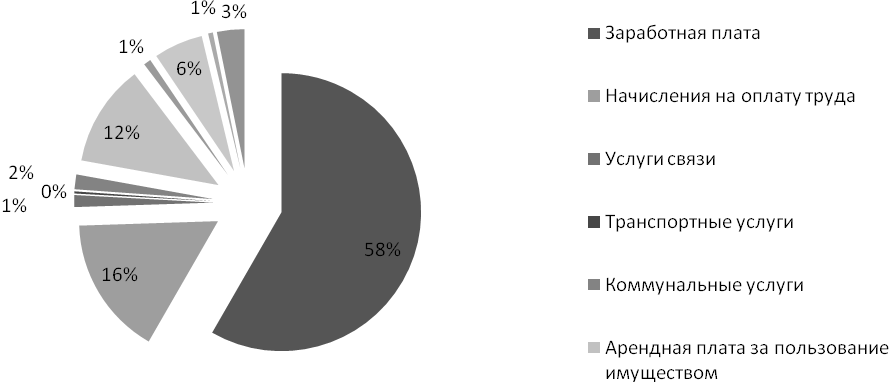 1%
3%
1%
6%
12%
2%
0%
1%
16%
58%
Заработная плата
Начисления на оплату труда
Услуги связи
Транспортные услуги
Коммунальные услуги
Арендная плата за пользование
имуществом